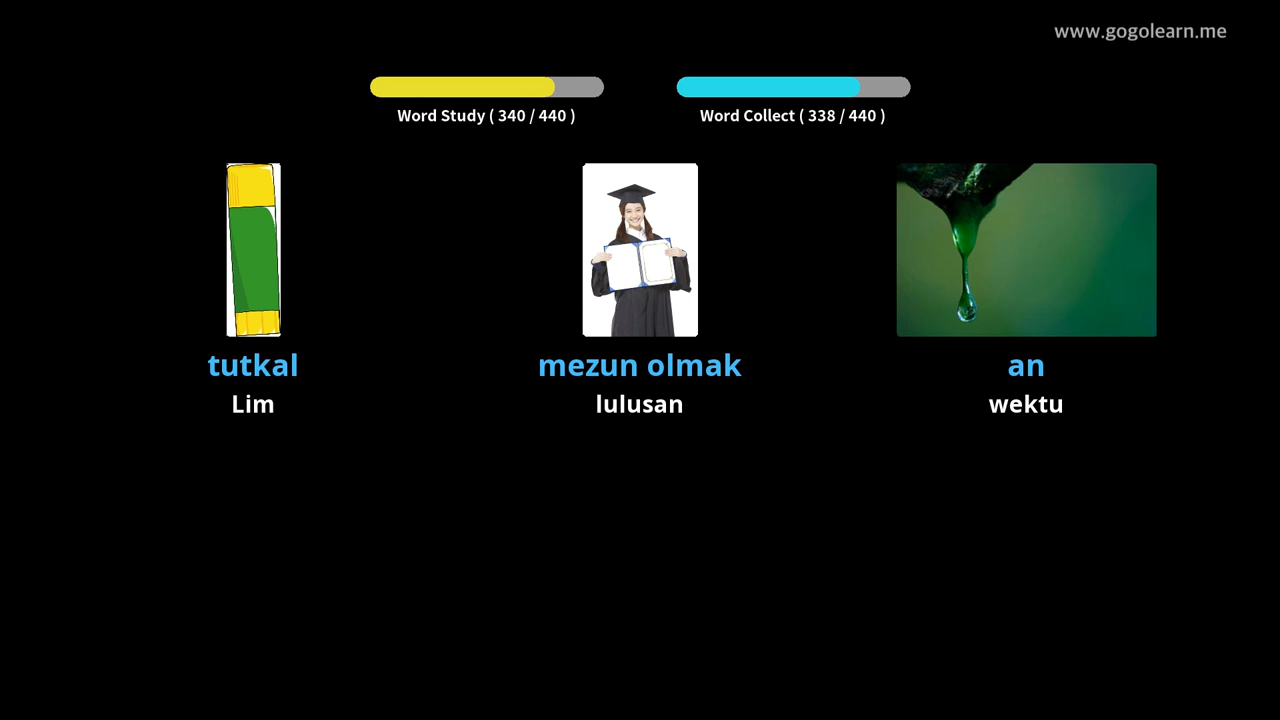 www.gogolearn.me
Word Study ( 340 / 440 )
Word Collect ( 338 / 440 )
tutkal
Lim
mezun olmak
lulusan
an
wektu